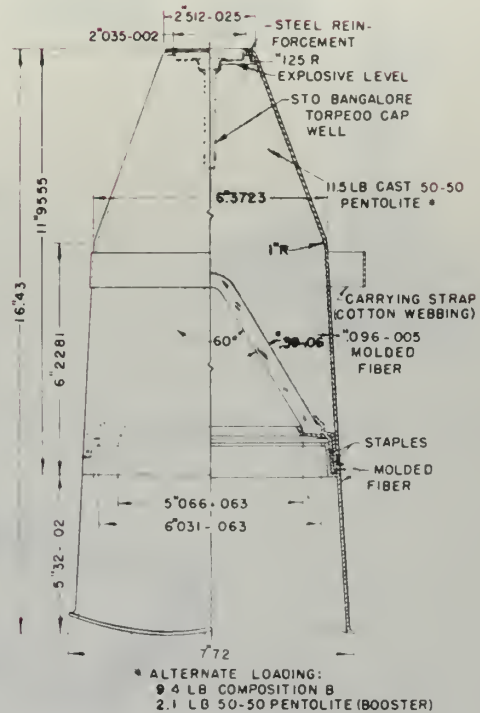 2".512-.025
2".035-.002
STEEL REIN-
FORCEMENT
".125 R
EXPLOSIVE LEVEL
STD BANGALORE
TORPEDO CAP
WELL
11.5 LB CAST 50-50
PENTOLITE *
6".3723
1"R
11".9555
16".43
CARRYING STRAP
(COTTON WEBBING)
60°
".096-.005
MOLDED
FIBER
6".2281
STAPLES
MOLDED
FIBER
5".066-.063
6".031-.063
5".32-.02
7".72
* ALTERNATE LOADING:
9.4 LB COMPOSITION B
2.1 LB 50-50 PENTOLITE (BOOSTER)